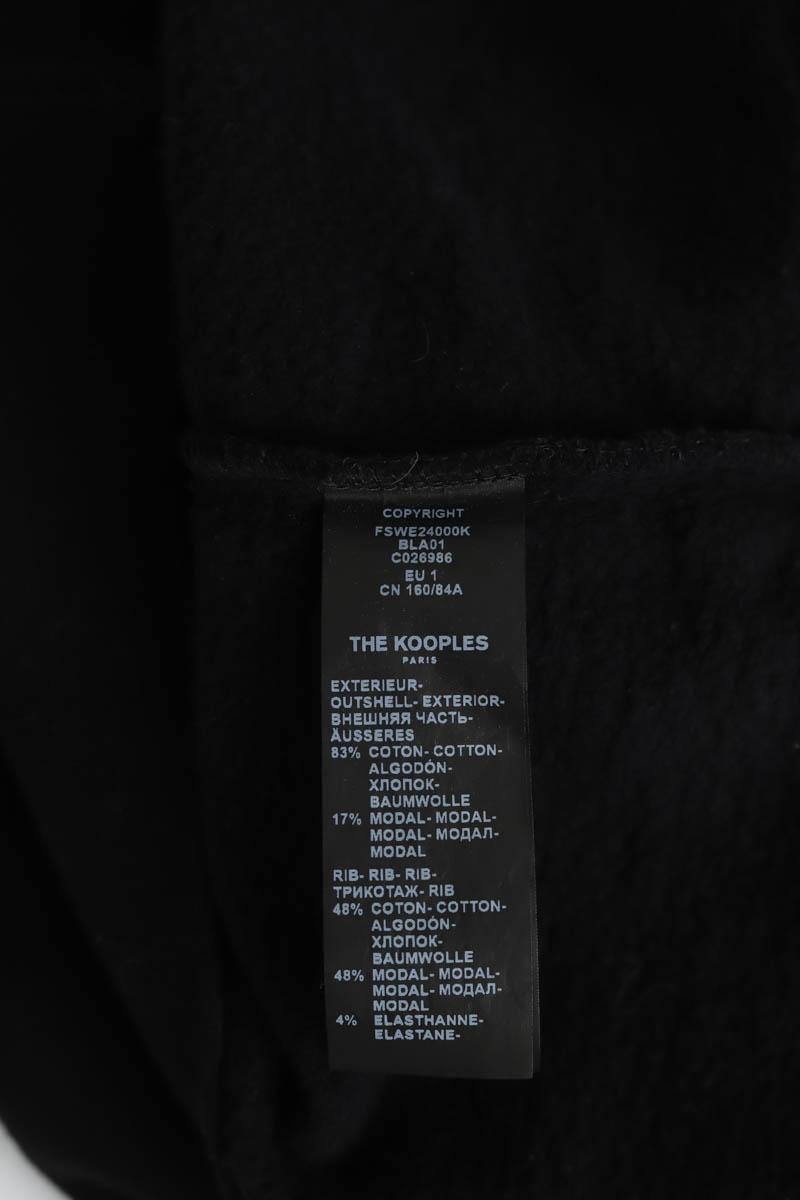 COPYRIGHT
FSWE24000K
BLA01
C026986
EU 1
CN 160/84A
THE KOOPLES
PARIS
EXTERIEUR-
OUTSHELL- EXTERIOR-
ВНЕШНЯЯ ЧАСТЬ-
ÄUSSERES
83% COTON- COTTON-
ALGODÓN-
ХЛОПОК-
BAUMWOLLE
17% MODAL- MODAL-
MODAL- МОДАЛ-
MODAL
RIB- RIB- RIB-
ТРИКОТАЖ- RIB
48% COTON- COTTON-
ALGODÓN-
ХЛОПОК-
BAUMWOLLE
48% MODAL- MODAL-
MODAL- МОДАЛ-
MODAL
4% ELASTHANNE-
ELASTANE-